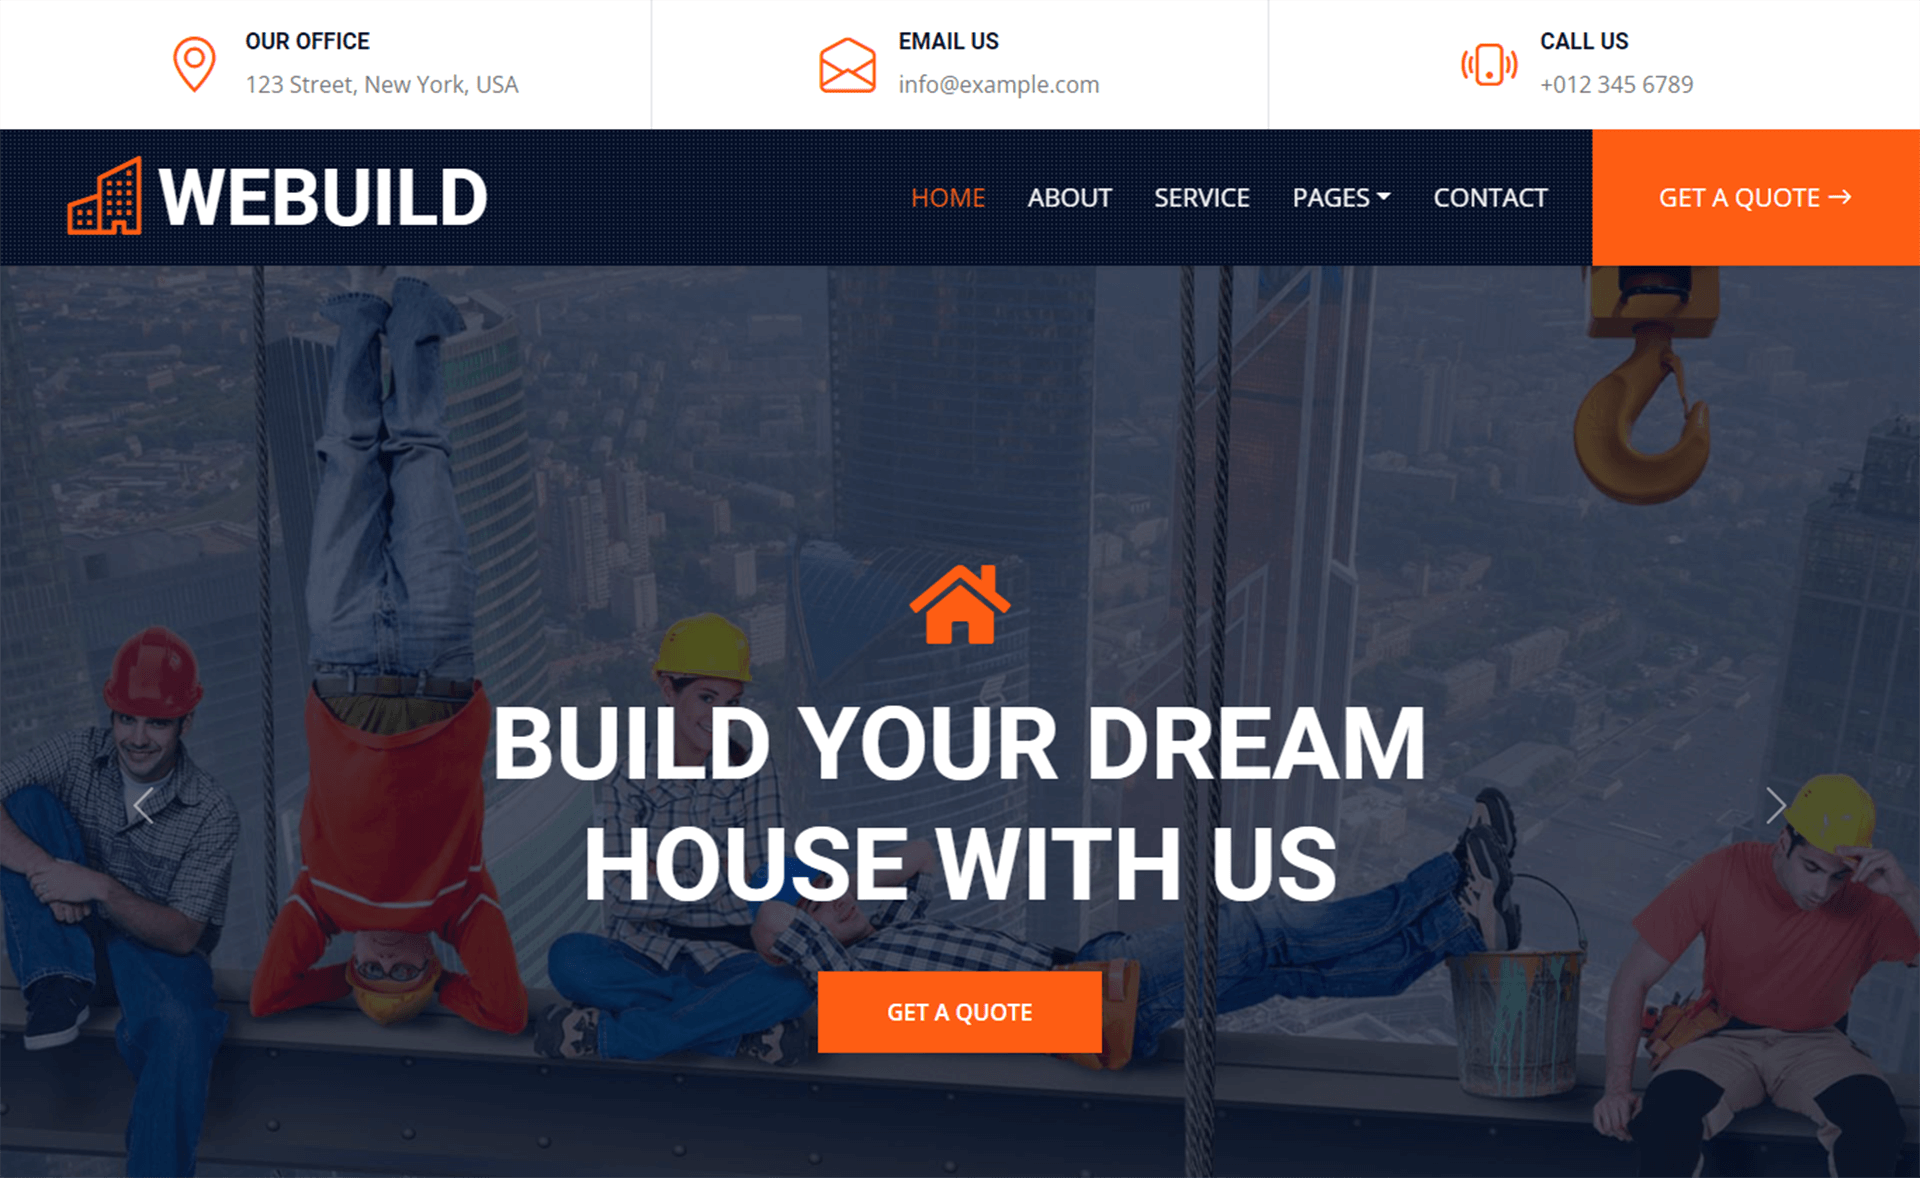 OUR OFFICE
123 Street, New York, USA
EMAIL US
info@example.com
CALL US
+012 345 6789
WEBUILD
HOME ABOUT SERVICE PAGES CONTACT
GET A QUOTE →
BUILD YOUR DREAM
HOUSE WITH US
GET A QUOTE